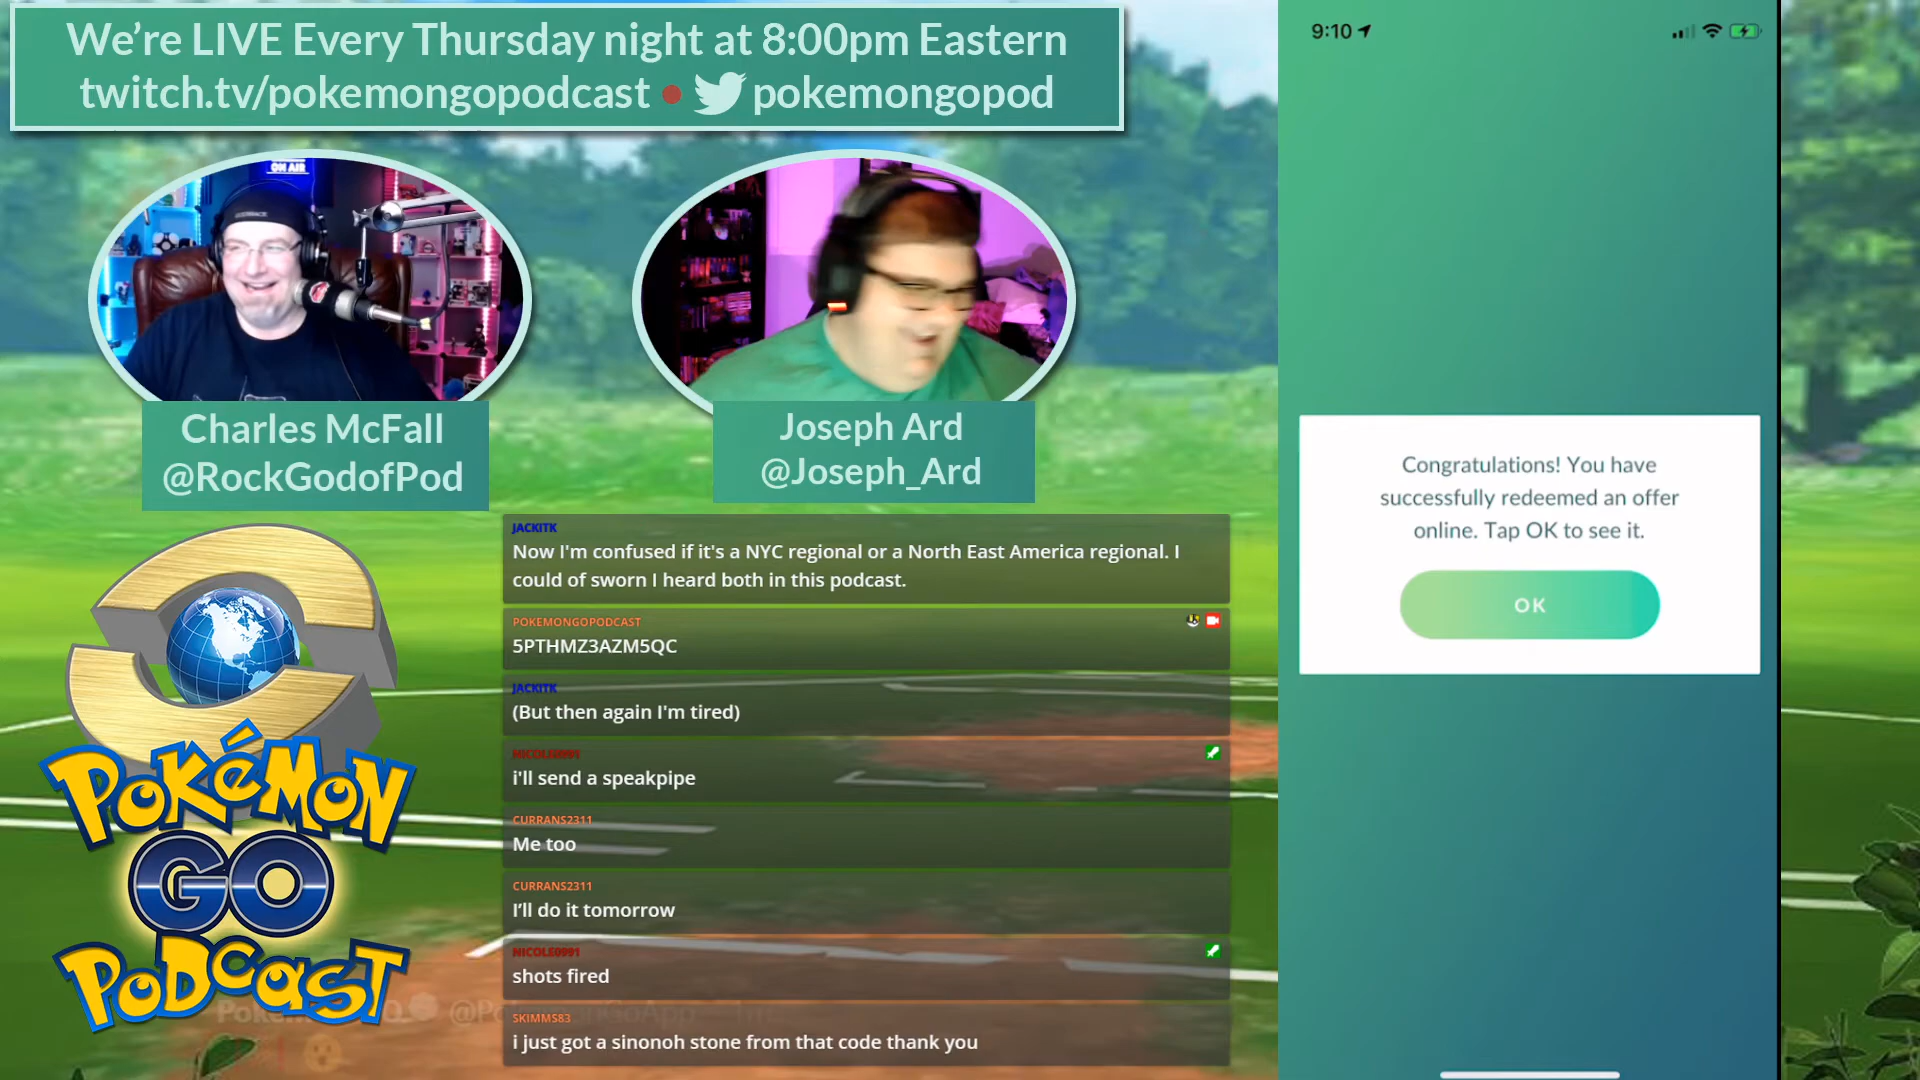 We’re LIVE Every Thursday night at 8:00pm Eastern
twitch.tv/pokemongopodcast • pokemongopod
9:10
ON AIR
Charles McFall
@RockGodofPod
Joseph Ard
@Joseph_Ard
JACKITK
Now I'm confused if it's a NYC regional or a North East America regional. I
could of sworn I heard both in this podcast.
POKEMONGOPODCAST
5PTHMZ3AZM5QC
JACKITK
(But then again I'm tired)
NICOLE0991
i'll send a speakpipe
CURRANS2311
Me too
CURRANS2311
I’ll do it tomorrow
NICOLE0991
shots fired
SKIMMS83
i just got a sinonoh stone from that code thank you
POKÉMON
GO
PODCAST
Congratulations! You have
successfully redeemed an offer
online. Tap OK to see it.
OK